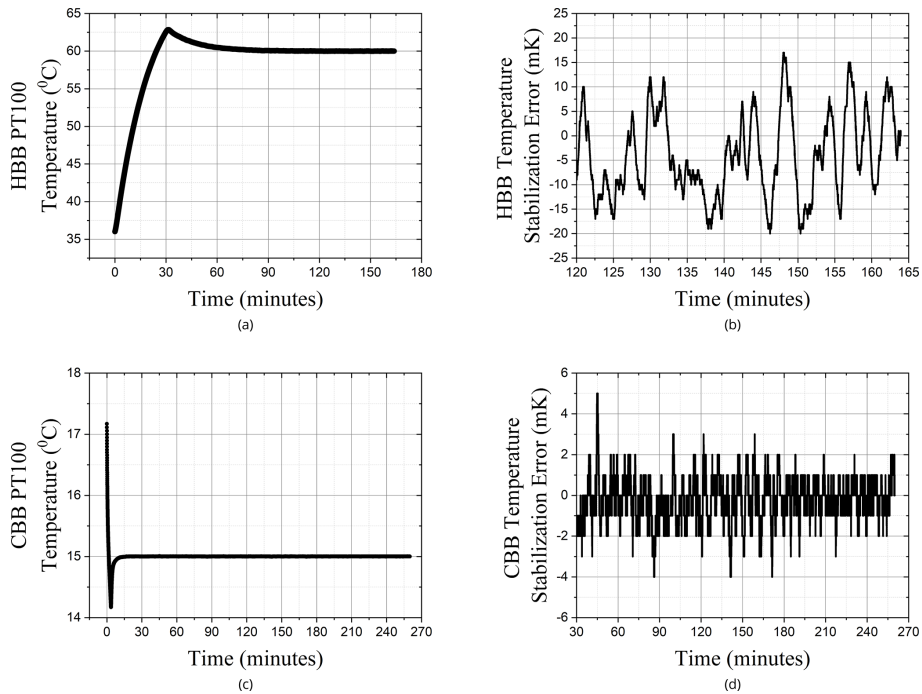 HBB PT100
Temperature (⁰C)
65
60
55
50
45
40
35
0 30 60 90 120 150 180
Time (minutes)
(a)
HBB Temperature
Stabilization Error (mK)
25
20
15
10
5
0
-5
-10
-15
-20
-25
120 125 130 135 140 145 150 155 160 165
Time (minutes)
(b)
CBB PT100
Temperature (⁰C)
18
17
16
15
14
0 30 60 90 120 150 180 210 240 270
Time (minutes)
(c)
CBB Temperature
Stabilization Error (mK)
6
4
2
0
-2
-4
-6
30 60 90 120 150 180 210 240 270
Time (minutes)
(d)